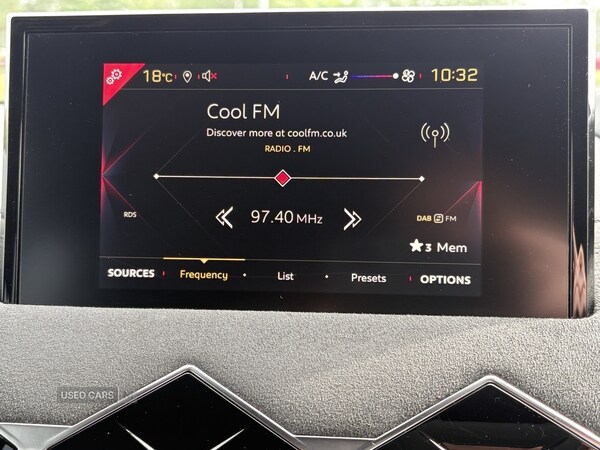 18°C A/C 10:32
Cool FM
Discover more at coolfm.co.uk
RADIO . FM
RDS 97.40 MHz DAB FM
3 Mem
SOURCES Frequency List Presets OPTIONS
USED CARS